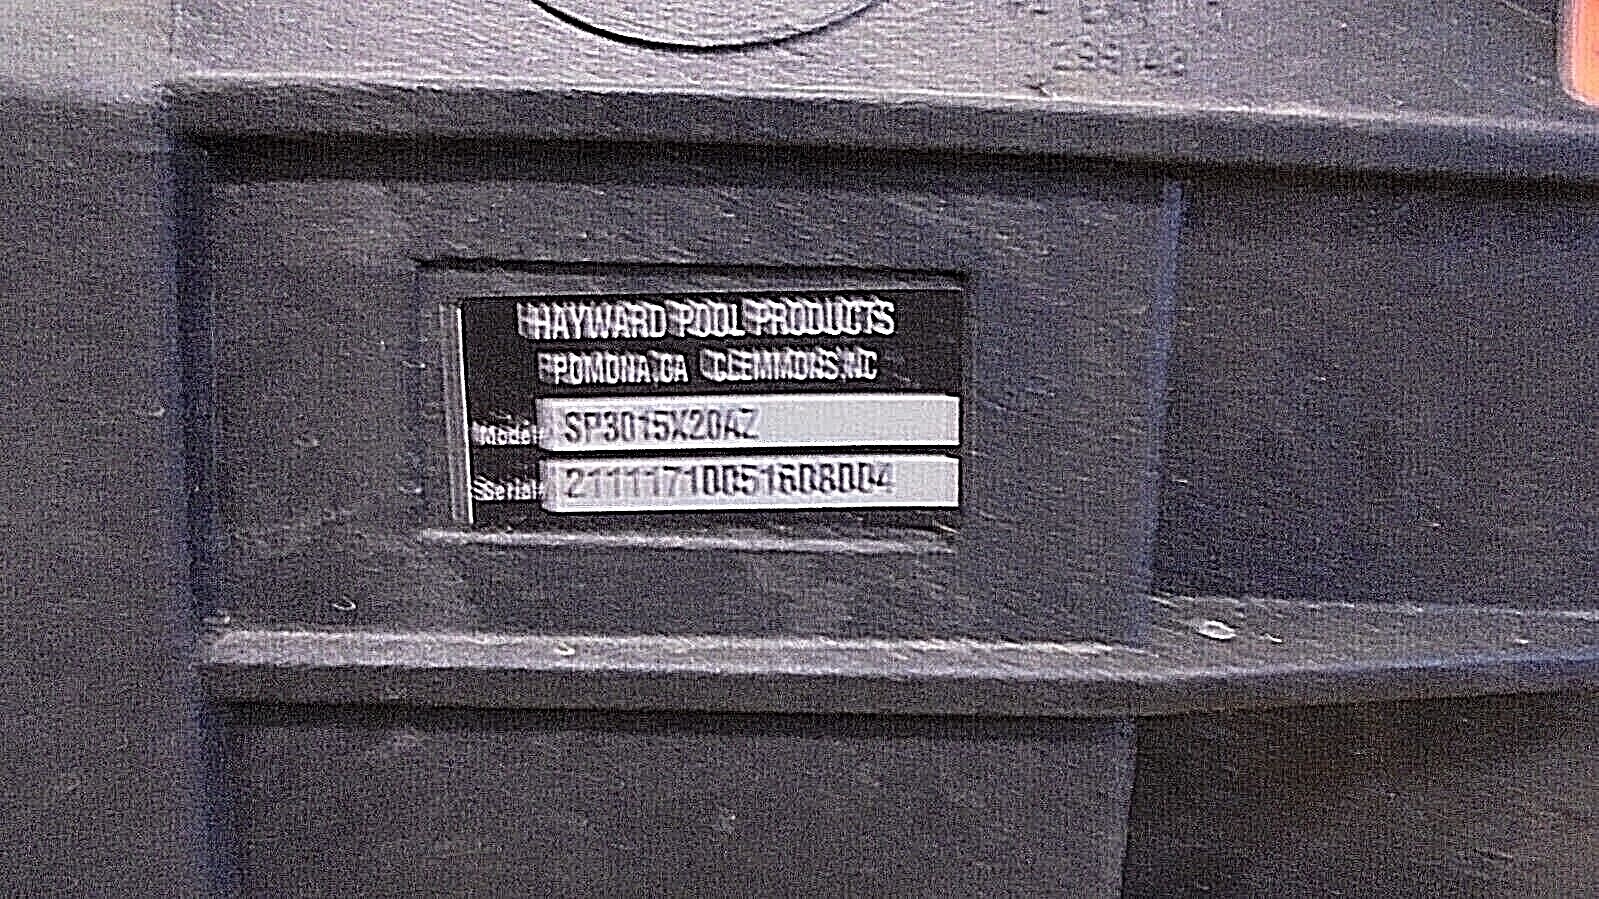 HAYWARD POOL PRODUCTS
POMONA,CA CLEMMONS,NC
Model# SP3015X20AZ
Serial# 21111710051608004